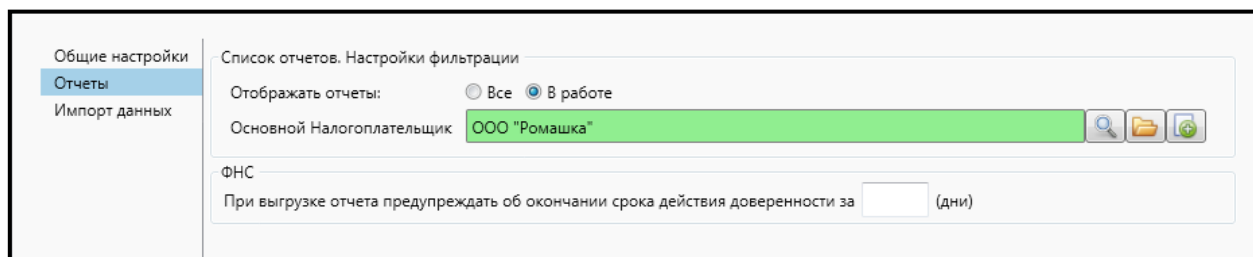 Общие настройки
Отчеты
Импорт данных
Список отчетов. Настройки фильтрации
Отображать отчеты: Все В работе
Основной Налогоплательщик ООО "Ромашка"
ФНС
При выгрузке отчета предупреждать об окончании срока действия доверенности за (дни)